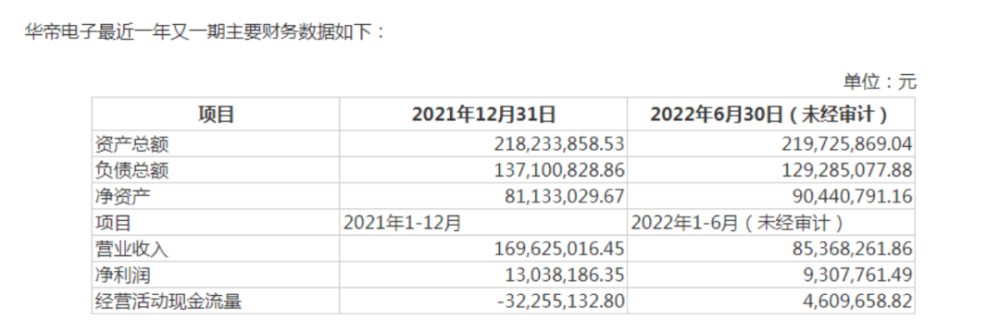 华帝电子最近一年又一期主要财务数据如下：
单位：元
项目 2021年12月31日 2022年6月30日（未经审计）
资产总额 218,233,858.53 219,725,869.04
负债总额 137,100,828.86 129,285,077.88
净资产 81,133,029.67 90,440,791.16
项目 2021年1-12月 2022年1-6月（未经审计）
营业收入 169,625,016.45 85,368,261.86
净利润 13,038,186.35 9,307,761.49
经营活动现金流量 -32,255,132.80 4,609,658.82